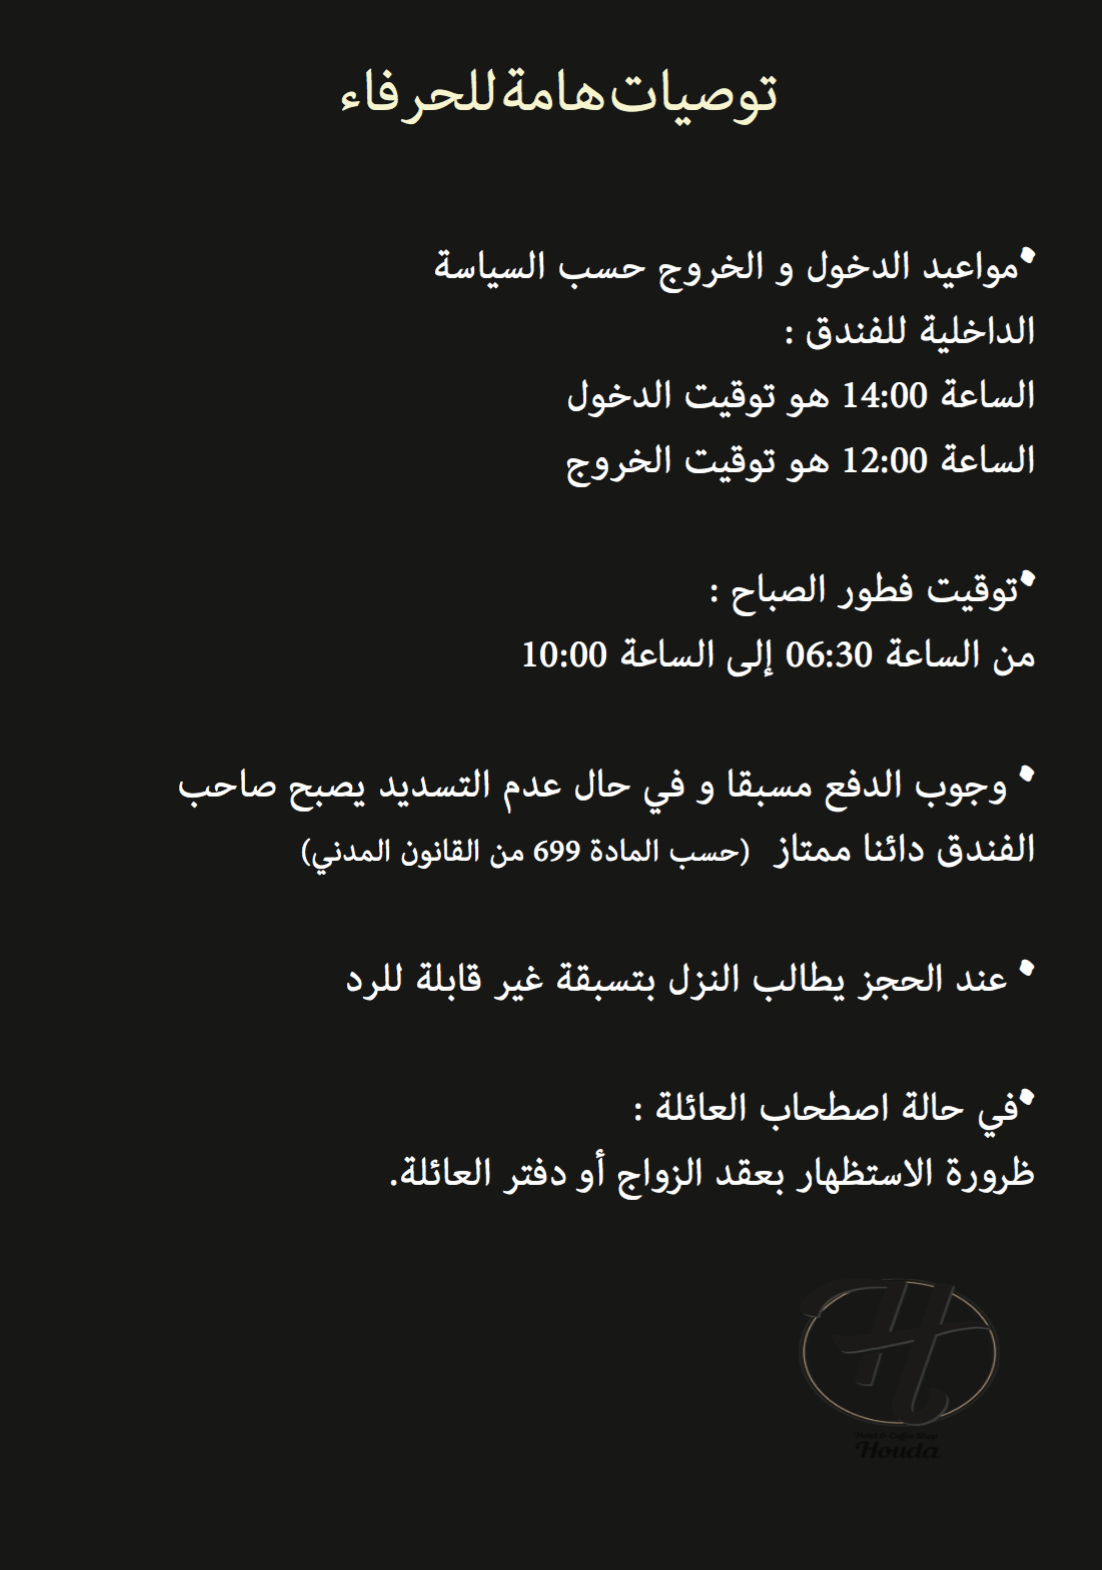 توصيات هامة للحرفاء
•مواعيد الدخول و الخروج حسب السياسة
الداخلية للفندق :
الساعة 14:00 هو توقيت الدخول
الساعة 12:00 هو توقيت الخروج
•توقيت فطور الصباح :
من الساعة 06:30 إلى الساعة 10:00
• وجوب الدفع مسبقا و في حال عدم التسديد يصبح صاحب
الفندق دائنا ممتاز (حسب المادة 699 من القانون المدني)
• عند الحجز يطالب النزل بتسبقة غير قابلة للرد
•في حالة اصطحاب العائلة :
ظرورة الاستظهار بعقد الزواج أو دفتر العائلة.
H
Hotel & Coffee Shop
Houda